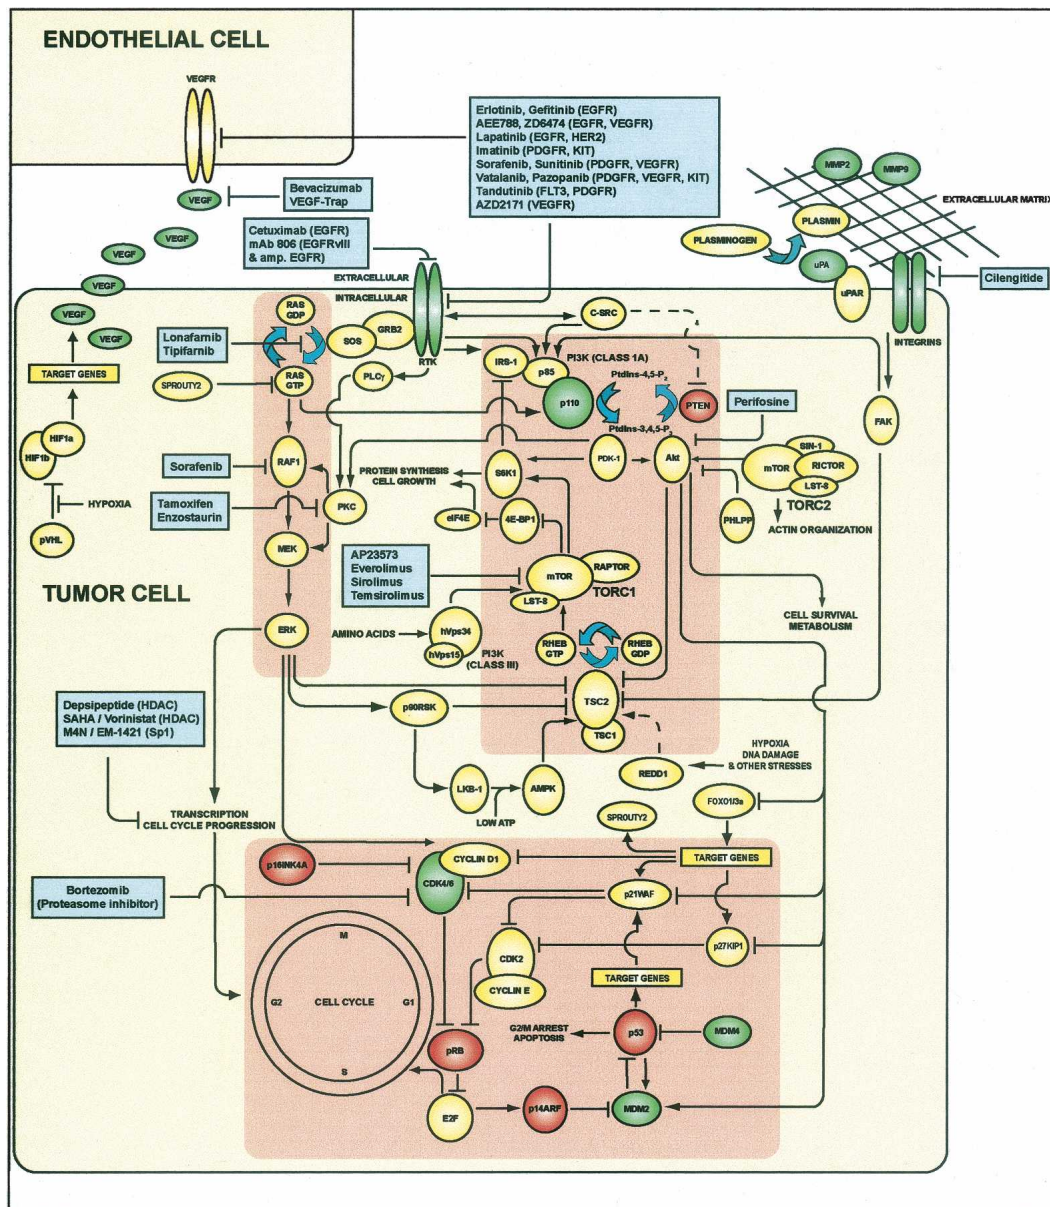 ENDOTHELIAL CELL
VEGFR
Erlotinib, Gefitinib (EGFR)
AEE788, ZD6474 (EGFR, VEGFR)
Lapatinib (EGFR, HER2)
Imatinib (PDGFR, KIT)
Sorafenib, Sunitinib (PDGFR, VEGFR)
Vatalanib, Pazopanib (PDGFR, VEGFR, KIT)
Tandutinib (FLT3, PDGFR)
AZD2171 (VEGFR)
MMP2
MMP9
Bevacizumab
VEGF-Trap
VEGF
EXTRACELLULAR MATRIX
PLASMIN
PLASMINOGEN
Cetuximab (EGFR)
mAb 806 (EGFRvIII
& amp. EGFR)
VEGF
VEGF
uPA
uPAR
Cilengitide
EXTRACELLULAR
INTRACELLULAR
VEGF
VEGF
VEGF
RAS
GDP
SOS
GRB2
RTK
C-SRC
INTEGRINS
Lonafarnib
Tipifarnib
IRS-1
p85
PI3K (CLASS 1A)
TARGET GENES
SPROUTY2
RAS
GTP
PLCγ
PtdIns-4,5-P2
p110
PTEN
Perifosine
FAK
PtdIns-3,4,5-P3
HIF1a
HIF1b
SIN-1
mTOR
RICTOR
LST-8
TORC2
Sorafenib
RAF1
PROTEIN SYNTHESIS
CELL GROWTH
S6K1
PDK-1
Akt
HYPOXIA
Tamoxifen
Enzostaurin
PKC
eIF4E
4E-BP1
PHLPP
ACTIN ORGANIZATION
pVHL
MEK
AP23573
Everolimus
Sirolimus
Temsirolimus
mTOR
RAPTOR
LST-8
TORC1
TUMOR CELL
CELL SURVIVAL
METABOLISM
ERK
AMINO ACIDS
hVps34
hVps15
PI3K
(CLASS III)
RHEB
GTP
RHEB
GDP
Depsipeptide (HDAC)
SAHA / Vorinistat (HDAC)
M4N / EM-1421 (Sp1)
p90RSK
TSC2
TSC1
HYPOXIA
DNA DAMAGE
& OTHER STRESSES
REDD1
LKB-1
AMPK
LOW ATP
FOXO1/3a
TRANSCRIPTION
CELL CYCLE PROGRESSION
SPROUTY2
p16INK4A
CYCLIN D1
CDK4/6
TARGET GENES
Bortezomib
(Proteasome inhibitor)
p21WAF
M
G2
CELL CYCLE
G1
S
CDK2
CYCLIN E
p27KIP1
TARGET GENES
G2/M ARREST
APOPTOSIS
p53
MDM4
pRB
E2F
p14ARF
MDM2